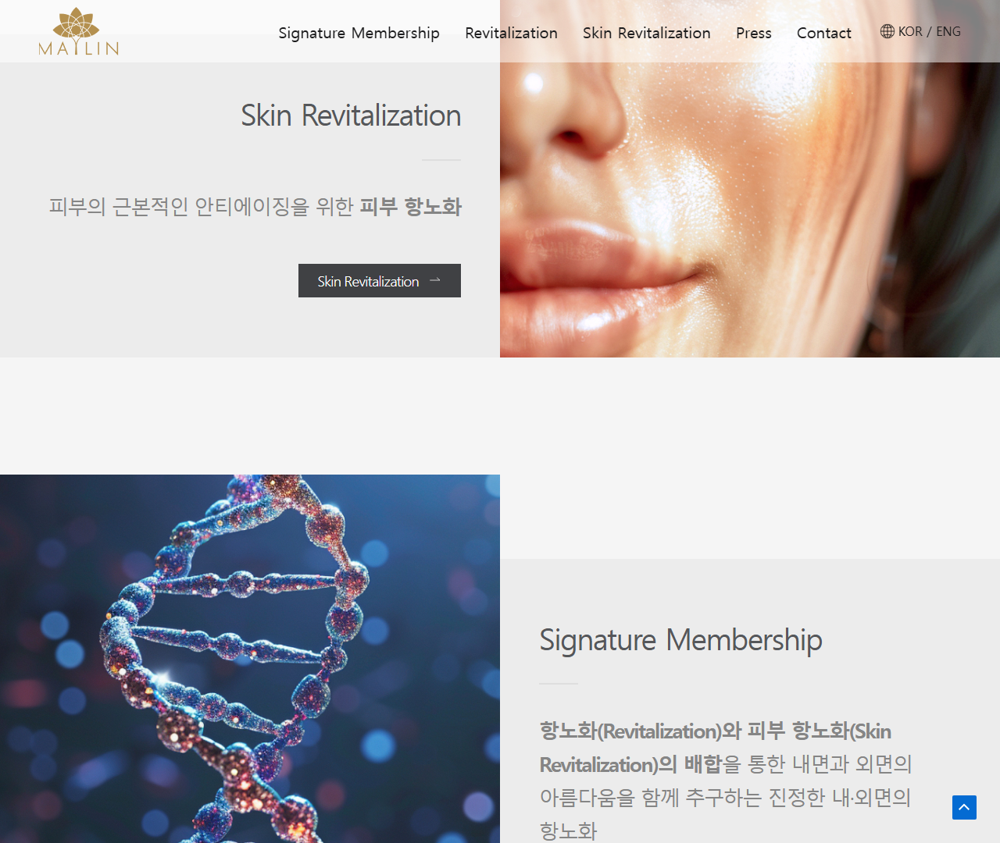 MAYLIN
Signature Membership
Revitalization
Skin Revitalization
Press
Contact
KOR / ENG
Skin Revitalization
피부의 근본적인 안티에이징을 위한 피부 항노화
Skin Revitalization
Signature Membership
항노화(Revitalization)와 피부 항노화(Skin
Revitalization)의 배합을 통한 내면과 외면의
아름다움을 함께 추구하는 진정한 내·외면의
항노화